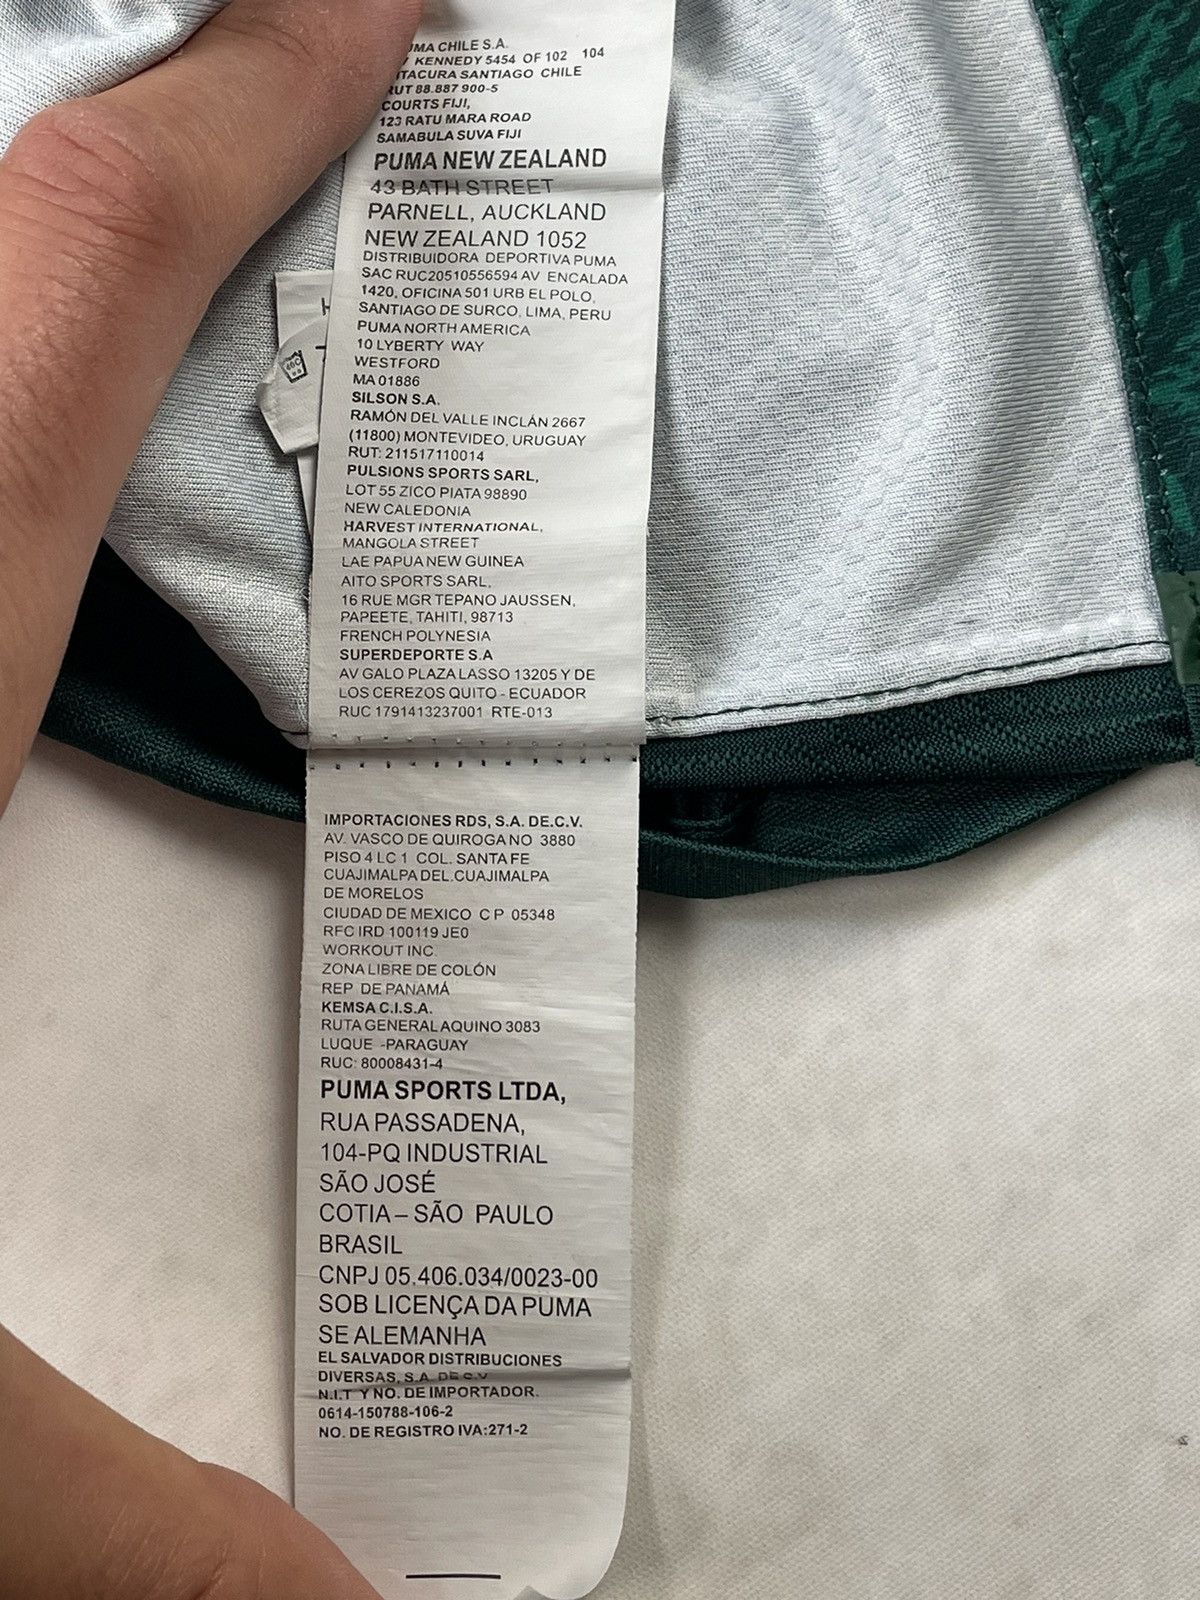 UMA CHILE S.A.
KENNEDY 5454 OF 102 104
ITACURA SANTIAGO CHILE
RUT 88.887 900-5
COURTS FIJI,
123 RATU MARA ROAD
SAMABULA SUVA FIJI
PUMA NEW ZEALAND
43 BATH STREET
PARNELL, AUCKLAND
NEW ZEALAND 1052
DISTRIBUIDORA DEPORTIVA PUMA
SAC RUC20510556594 AV ENCALADA
1420, OFICINA 501 URB EL POLO,
SANTIAGO DE SURCO, LIMA, PERU
PUMA NORTH AMERICA
10 LYBERTY WAY
WESTFORD
MA 01886
SILSON S.A.
RAMÓN DEL VALLE INCLÁN 2667
(11800) MONTEVIDEO, URUGUAY
RUT: 211517110014
PULSIONS SPORTS SARL,
LOT 55 ZICO PIATA 98890
NEW CALEDONIA
HARVEST INTERNATIONAL,
MANGOLA STREET
LAE PAPUA NEW GUINEA
AITO SPORTS SARL,
16 RUE MGR TEPANO JAUSSEN,
PAPEETE, TAHITI, 98713
FRENCH POLYNESIA
SUPERDEPORTE S.A
AV GALO PLAZA LASSO 13205 Y DE
LOS CEREZOS QUITO - ECUADOR
RUC 1791413237001 RTE-013
IMPORTACIONES RDS, S.A. DE.C.V.
AV. VASCO DE QUIROGA NO 3880
PISO 4 LC 1 COL. SANTA FE
CUAJIMALPA DEL.CUAJIMALPA
DE MORELOS
CIUDAD DE MEXICO C P 05348
RFC IRD 100119 JE0
WORKOUT INC
ZONA LIBRE DE COLÓN
REP DE PANAMÁ
KEMSA C.I.S.A.
RUTA GENERAL AQUINO 3083
LUQUE -PARAGUAY
RUC: 80008431-4
PUMA SPORTS LTDA,
RUA PASSADENA,
104-PQ INDUSTRIAL
SÃO JOSÉ
COTIA – SÃO PAULO
BRASIL
CNPJ 05.406.034/0023-00
SOB LICENÇA DA PUMA
SE ALEMANHA
EL SALVADOR DISTRIBUCIONES
DIVERSAS, S.A. DE C.V
N.I.T Y NO. DE IMPORTADOR.
0614-150788-106-2
NO. DE REGISTRO IVA:271-2